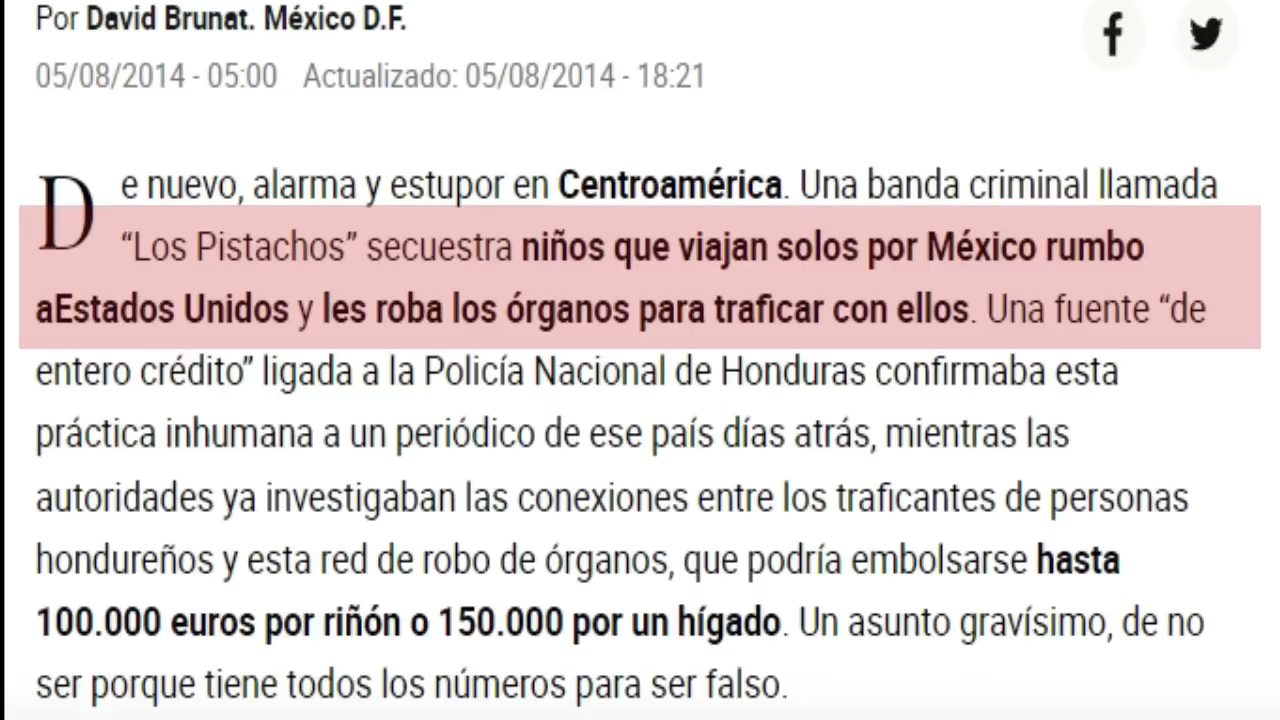 Por David Brunat. México D.F.
05/08/2014 - 05:00 Actualizado: 05/08/2014 - 18:21
De nuevo, alarma y estupor en Centroamérica. Una banda criminal llamada
“Los Pistachos” secuestra niños que viajan solos por México rumbo
aEstados Unidos y les roba los órganos para traficar con ellos. Una fuente “de
entero crédito” ligada a la Policía Nacional de Honduras confirmaba esta
práctica inhumana a un periódico de ese país días atrás, mientras las
autoridades ya investigaban las conexiones entre los traficantes de personas
hondureños y esta red de robo de órganos, que podría embolsarse hasta
100.000 euros por riñón o 150.000 por un hígado. Un asunto gravísimo, de no
ser porque tiene todos los números para ser falso.